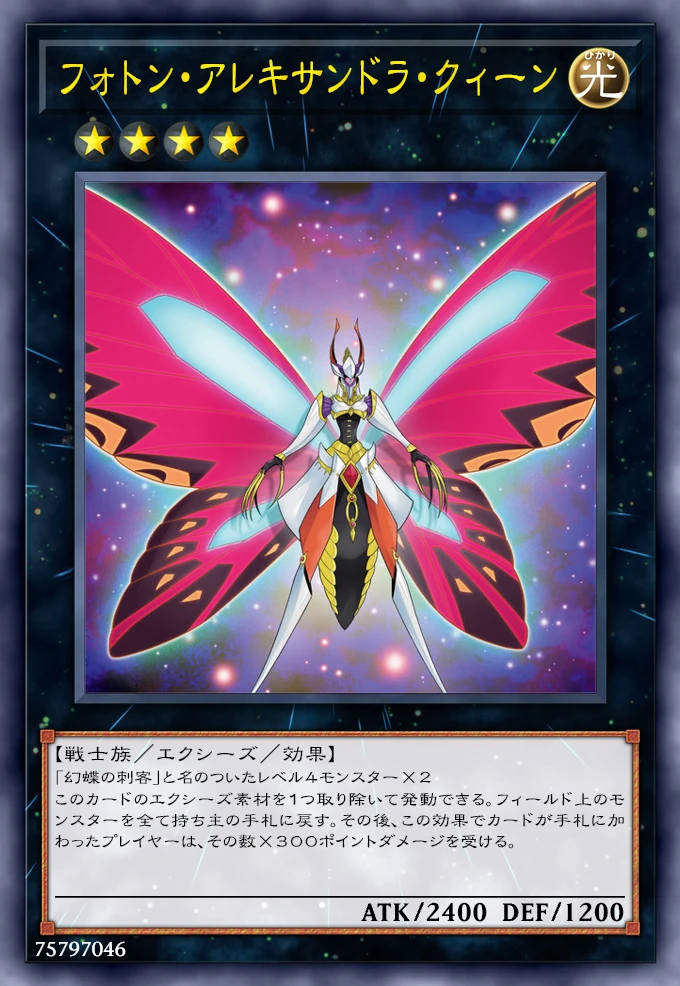 フォトン・アレキサンドラ・クィーン
ひかり
光
【戦士族／エクシーズ／効果】
「幻蝶の刺客」と名のついたレベル４モンスター×２
このカードのエクシーズ素材を１つ取り除いて発動できる。フィールド上のモ
ンスターを全て持ち主の手札に戻す。その後、この効果でカードが手札に加
わったプレイヤーは、その数×３００ポイントダメージを受ける。
ATK/2400 DEF/1200
75797046